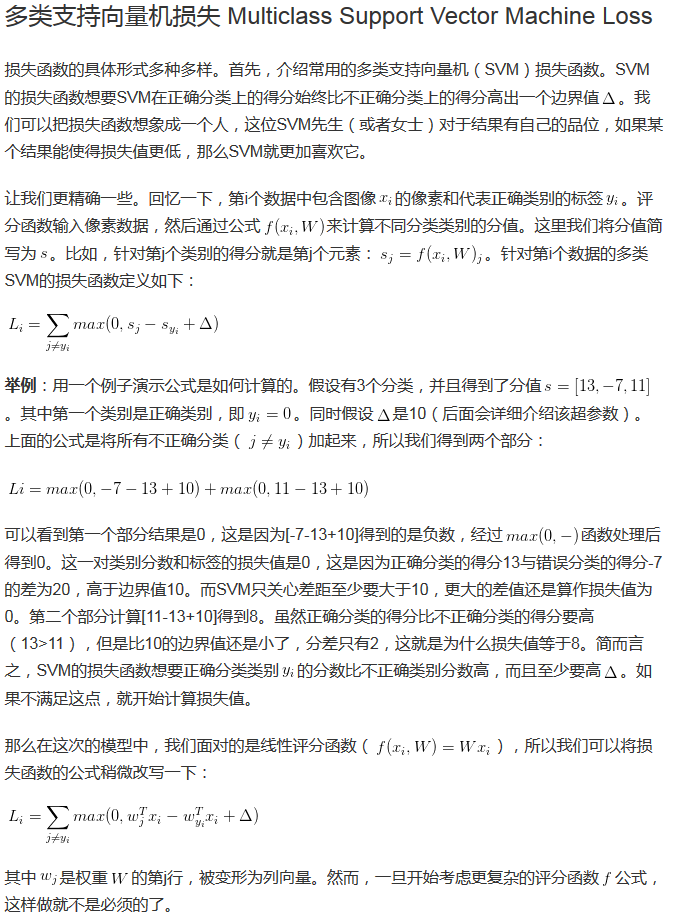 多类支持向量机损失 Multiclass Support Vector Machine Loss
损失函数的具体形式多种多样。首先，介绍常用的多类支持向量机（SVM）损失函数。SVM
的损失函数想要SVM在正确分类上的得分始终比不正确分类上的得分高出一个边界值 Δ 。我
们可以把损失函数想象成一个人，这位SVM先生（或者女士）对于结果有自己的品位，如果某
个结果能使得损失值更低，那么SVM就更加喜欢它。
让我们更精确一些。回忆一下，第i个数据中包含图像 x_i 的像素和代表正确类别的标签 y_i 。评
分函数输入像素数据，然后通过公式 f(x_i, W) 来计算不同分类类别的分值。这里我们将分值简
写为 s 。比如，针对第j个类别的得分就是第j个元素： s_j = f(x_i, W)_j 。针对第i个数据的多类
SVM的损失函数定义如下：
L_i = ∑_{j≠y_i} max(0, s_j − s_{y_i} + Δ)
举例：用一个例子演示公式是如何计算的。假设有3个分类，并且得到了分值 s = [13, −7, 11]
。其中第一个类别是正确类别，即 y_i = 0 。同时假设 Δ 是10（后面会详细介绍该超参数）。
上面的公式是将所有不正确分类（ j ≠ y_i ）加起来，所以我们得到两个部分：
Li = max(0, −7 − 13 + 10) + max(0, 11 − 13 + 10)
可以看到第一个部分结果是0，这是因为[-7-13+10]得到的是负数，经过 max(0, −) 函数处理后
得到0。这一对类别分数和标签的损失值是0，这是因为正确分类的得分13与错误分类的得分-7
的差为20，高于边界值10。而SVM只关心差距至少要大于10，更大的差值还是算作损失值为
0。第二个部分计算[11-13+10]得到8。虽然正确分类的得分比不正确分类的得分要高
（13>11），但是比10的边界值还是小了，分差只有2，这就是为什么损失值等于8。简而言
之，SVM的损失函数想要正确分类类别 y_i 的分数比不正确类别分数高，而且至少要高 Δ 。如
果不满足这点，就开始计算损失值。
那么在这次的模型中，我们面对的是线性评分函数（ f(x_i, W) = Wx_i ），所以我们可以将损
失函数的公式稍微改写一下：
L_i = ∑_{j≠y_i} max(0, w_j^T x_i − w_{y_i}^T x_i + Δ)
其中 w_j 是权重 W 的第j行，被变形为列向量。然而，一旦开始考虑更复杂的评分函数 f 公式，
这样做就不是必须的了。